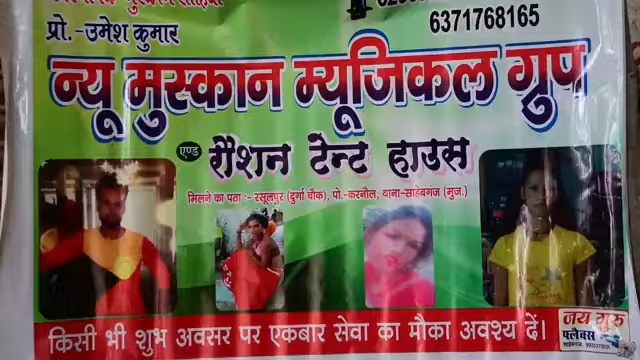 प्रो.-उमेश कुमार
6371768165
न्यू मुस्कान म्यूजिकल ग्रुप
एण्ड
रौशन टेन्ट हाउस
मिलने का पता :- रसूलपुर (दुर्गा चौक), पो.-करनौल, थाना-साहेबगंज (मुज.)
किसी भी शुभ अवसर पर एकबार सेवा का मौका अवश्य दें।
जय गुरु
फ्लैक्स